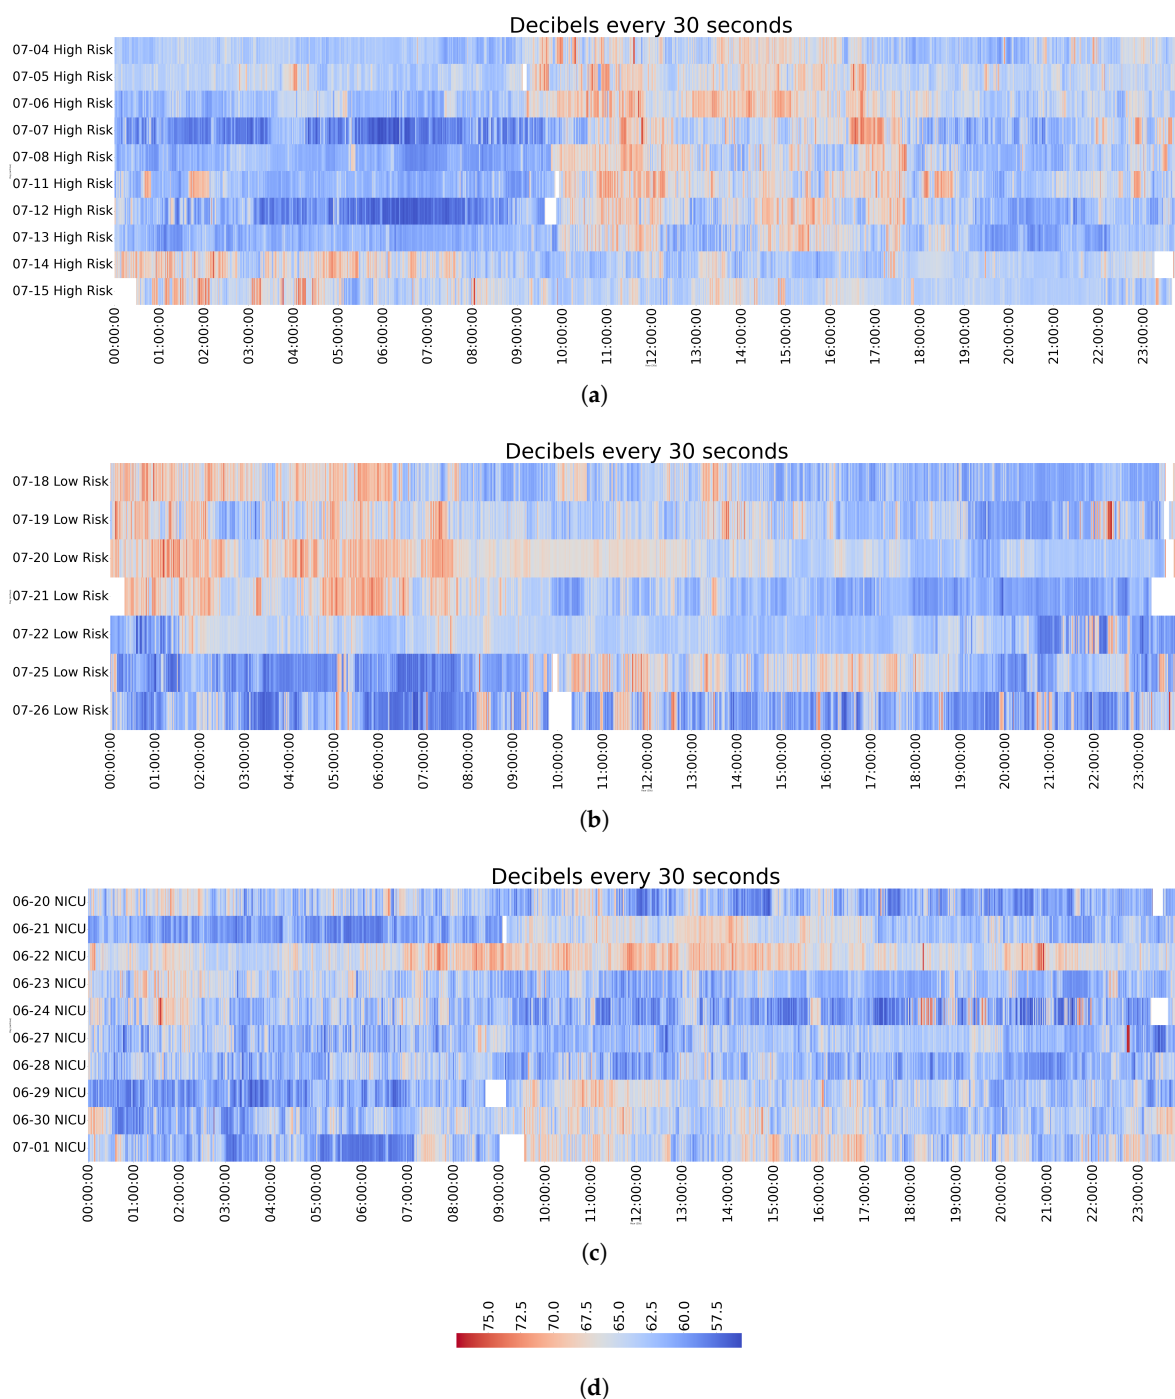 Decibels every 30 seconds
07-04 High Risk
07-05 High Risk
07-06 High Risk
07-07 High Risk
07-08 High Risk
07-11 High Risk
07-12 High Risk
07-13 High Risk
07-14 High Risk
07-15 High Risk
00:00:00 01:00:00 02:00:00 03:00:00 04:00:00 05:00:00 06:00:00 07:00:00 08:00:00 09:00:00 10:00:00 11:00:00 12:00:00 13:00:00 14:00:00 15:00:00 16:00:00 17:00:00 18:00:00 19:00:00 20:00:00 21:00:00 22:00:00 23:00:00
(a)
Decibels every 30 seconds
07-18 Low Risk
07-19 Low Risk
07-20 Low Risk
07-21 Low Risk
07-22 Low Risk
07-25 Low Risk
07-26 Low Risk
00:00:00 01:00:00 02:00:00 03:00:00 04:00:00 05:00:00 06:00:00 07:00:00 08:00:00 09:00:00 10:00:00 11:00:00 12:00:00 13:00:00 14:00:00 15:00:00 16:00:00 17:00:00 18:00:00 19:00:00 20:00:00 21:00:00 22:00:00 23:00:00
(b)
Decibels every 30 seconds
06-20 NICU
06-21 NICU
06-22 NICU
06-23 NICU
06-24 NICU
06-27 NICU
06-28 NICU
06-29 NICU
06-30 NICU
07-01 NICU
00:00:00 01:00:00 02:00:00 03:00:00 04:00:00 05:00:00 06:00:00 07:00:00 08:00:00 09:00:00 10:00:00 11:00:00 12:00:00 13:00:00 14:00:00 15:00:00 16:00:00 17:00:00 18:00:00 19:00:00 20:00:00 21:00:00 22:00:00 23:00:00
(c)
75.0 72.5 70.0 67.5 65.0 62.5 60.0 57.5
(d)